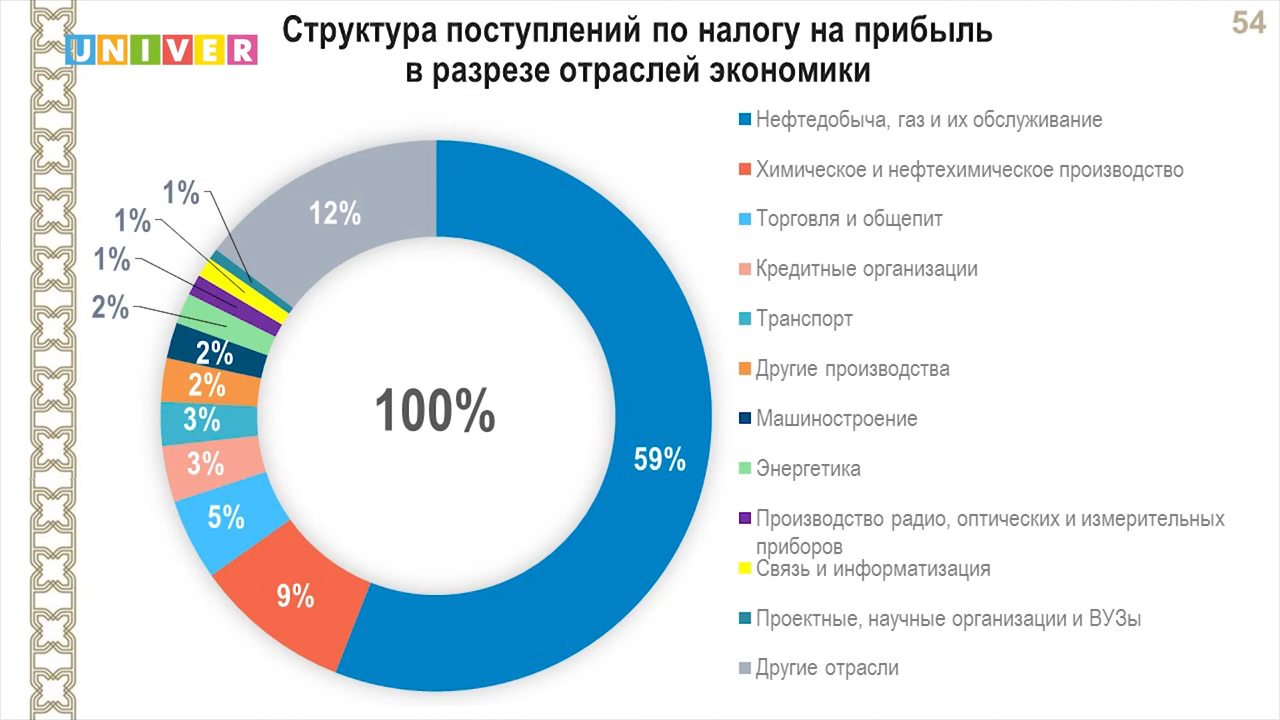 54
UNIVER
Структура поступлений по налогу на прибыль
в разрезе отраслей экономики
Нефтедобыча, газ и их обслуживание
Химическое и нефтехимическое производство
Торговля и общепит
Кредитные организации
Транспорт
Другие производства
Машиностроение
Энергетика
Производство радио, оптических и измерительных
приборов
Связь и информатизация
Проектные, научные организации и ВУЗы
Другие отрасли
12%
1%
1%
1%
2%
2%
2%
3%
3%
5%
9%
59%
100%